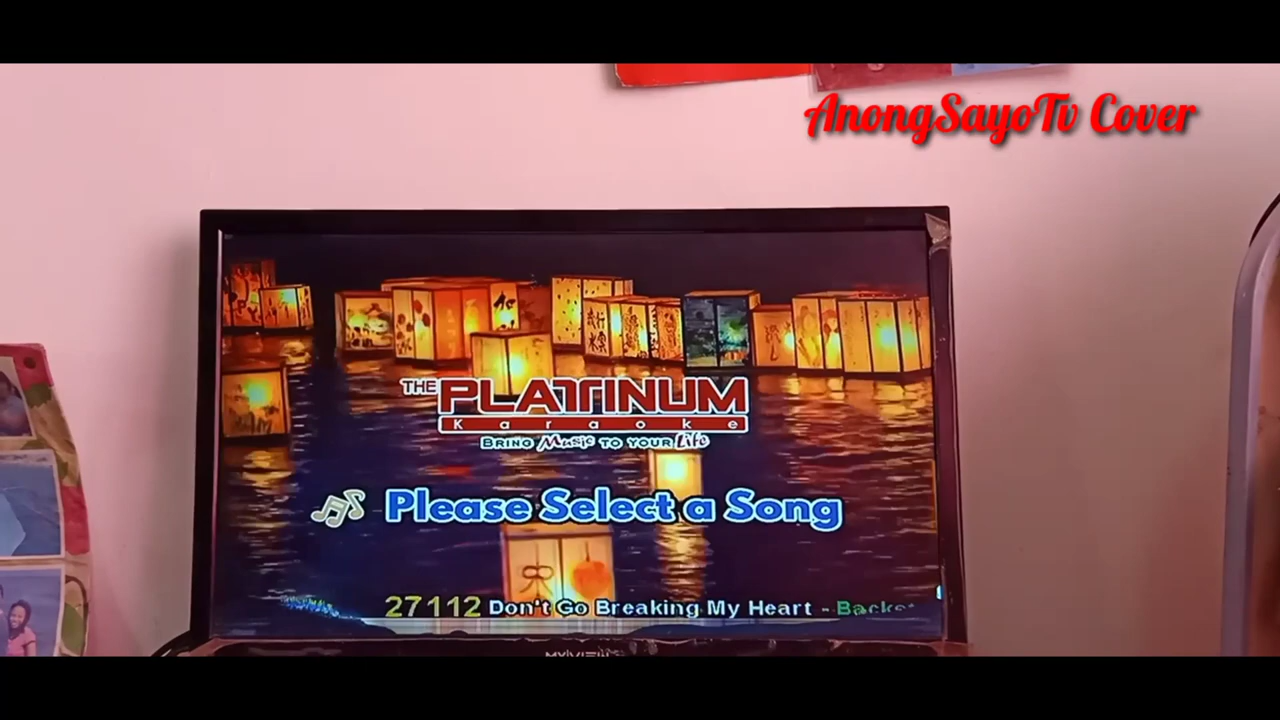 AnongSayoTv Cover
THE PLATINUM
Karaoke
BRING Music TO YOUR Life
Please Select a Song
27112 Don't Go Breaking My Heart -
MYVIEW